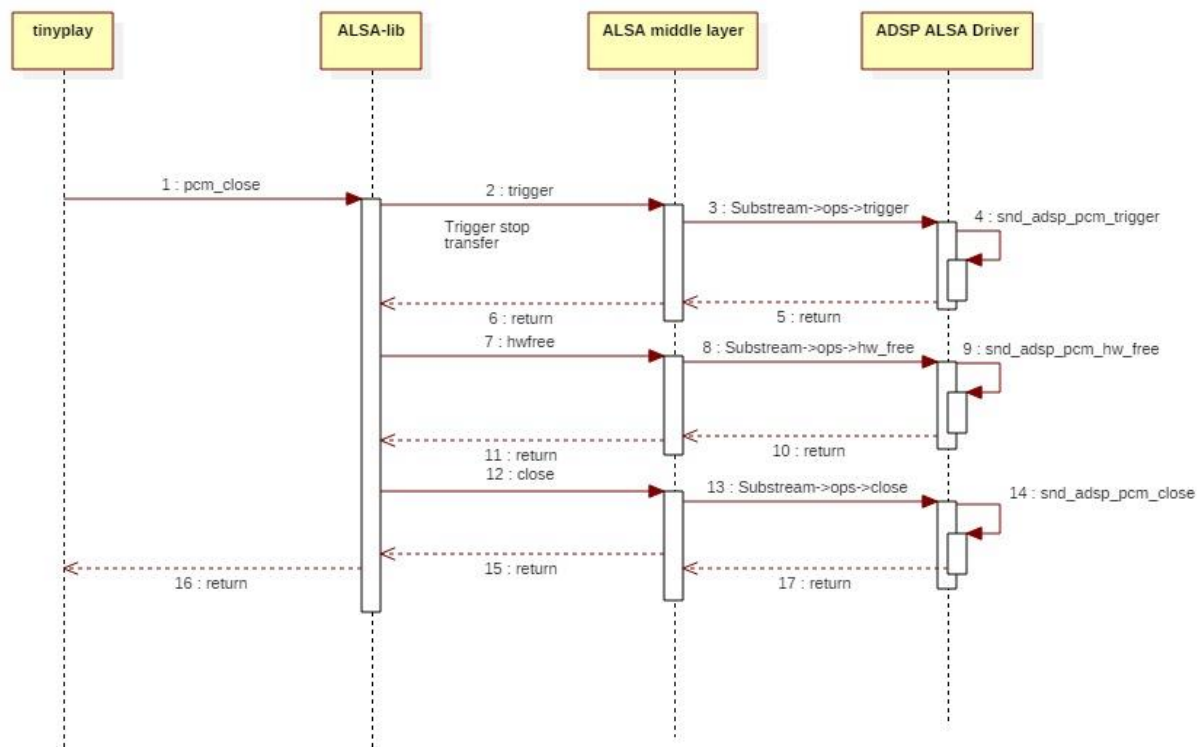 tinyplay
ALSA-lib
ALSA middle layer
ADSP ALSA Driver
1 : pcm_close
2 : trigger
3 : Substream->ops->trigger
4 : snd_adsp_pcm_trigger
Trigger stop
transfer
6 : return
5 : return
7 : hwfree
8 : Substream->ops->hw_free
9 : snd_adsp_pcm_hw_free
11 : return
10 : return
12 : close
13 : Substream->ops->close
14 : snd_adsp_pcm_close
16 : return
15 : return
17 : return